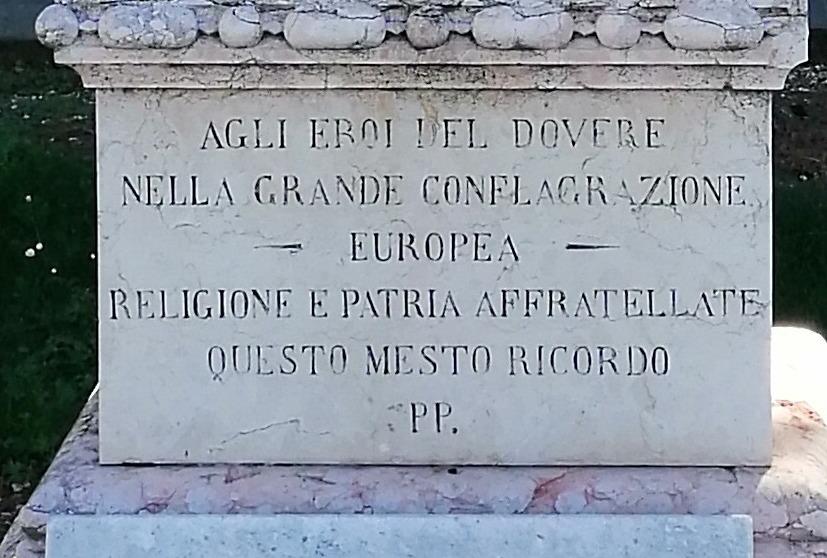 AGLI EROI DEL DOVERE
NELLA GRANDE CONFLAGRAZIONE
EUROPEA
RELIGIONE E PATRIA AFFRATELLATE
QUESTO MESTO RICORDO
PP.